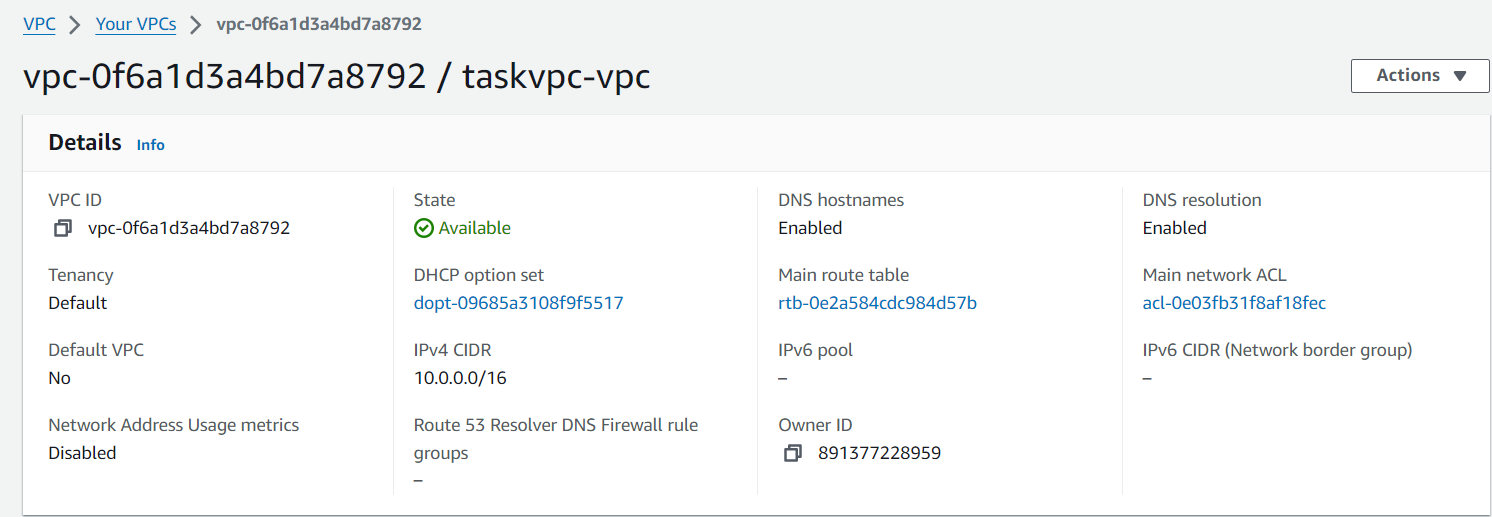 VPC > Your VPCs > vpc-0f6a1d3a4bd7a8792
vpc-0f6a1d3a4bd7a8792 / taskvpc-vpc
Actions
Details Info
VPC ID
vpc-0f6a1d3a4bd7a8792
State
Available
DNS hostnames
Enabled
DNS resolution
Enabled
Tenancy
Default
DHCP option set
dopt-09685a3108f9f5517
Main route table
rtb-0e2a584cdc984d57b
Main network ACL
acl-0e03fb31f8af18fec
Default VPC
No
IPv4 CIDR
10.0.0.0/16
IPv6 pool
–
IPv6 CIDR (Network border group)
–
Network Address Usage metrics
Disabled
Route 53 Resolver DNS Firewall rule
groups
–
Owner ID
891377228959